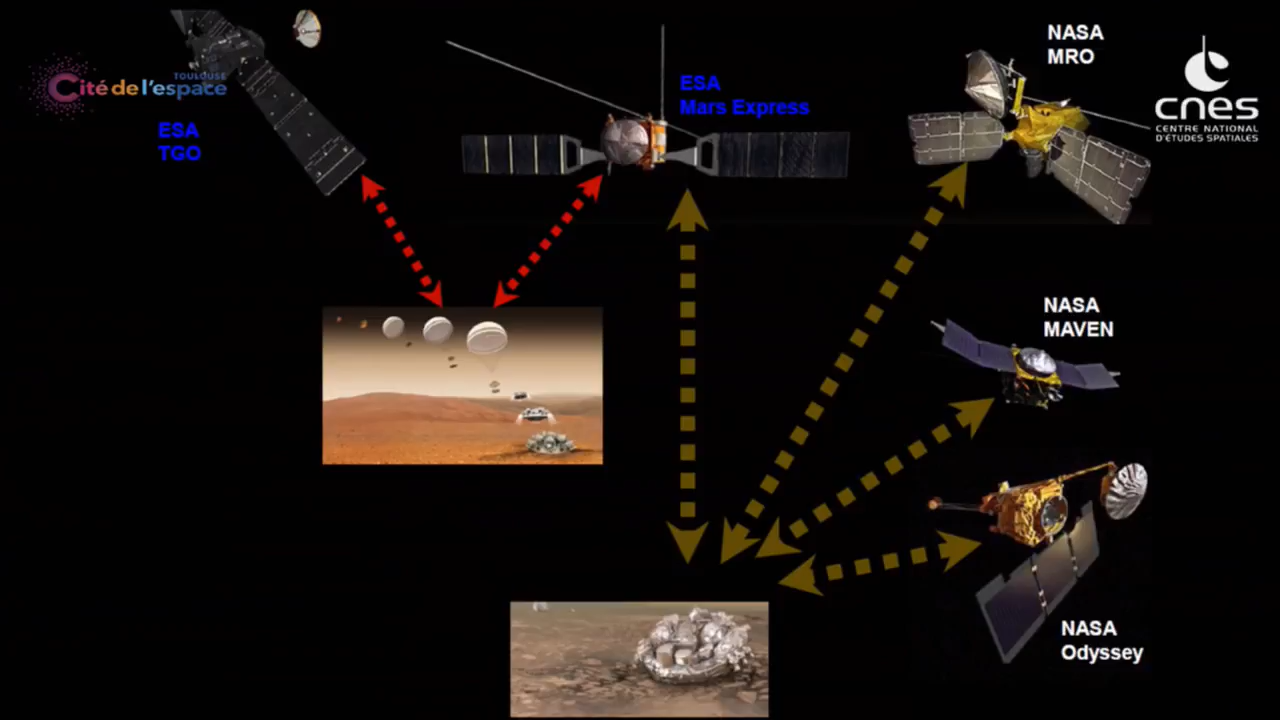 TOULOUSE
Cité de l'espace
ESA
TGO
ESA
Mars Express
NASA
MRO
cnes
CENTRE NATIONAL
D'ÉTUDES SPATIALES
NASA
MAVEN
NASA
Odyssey